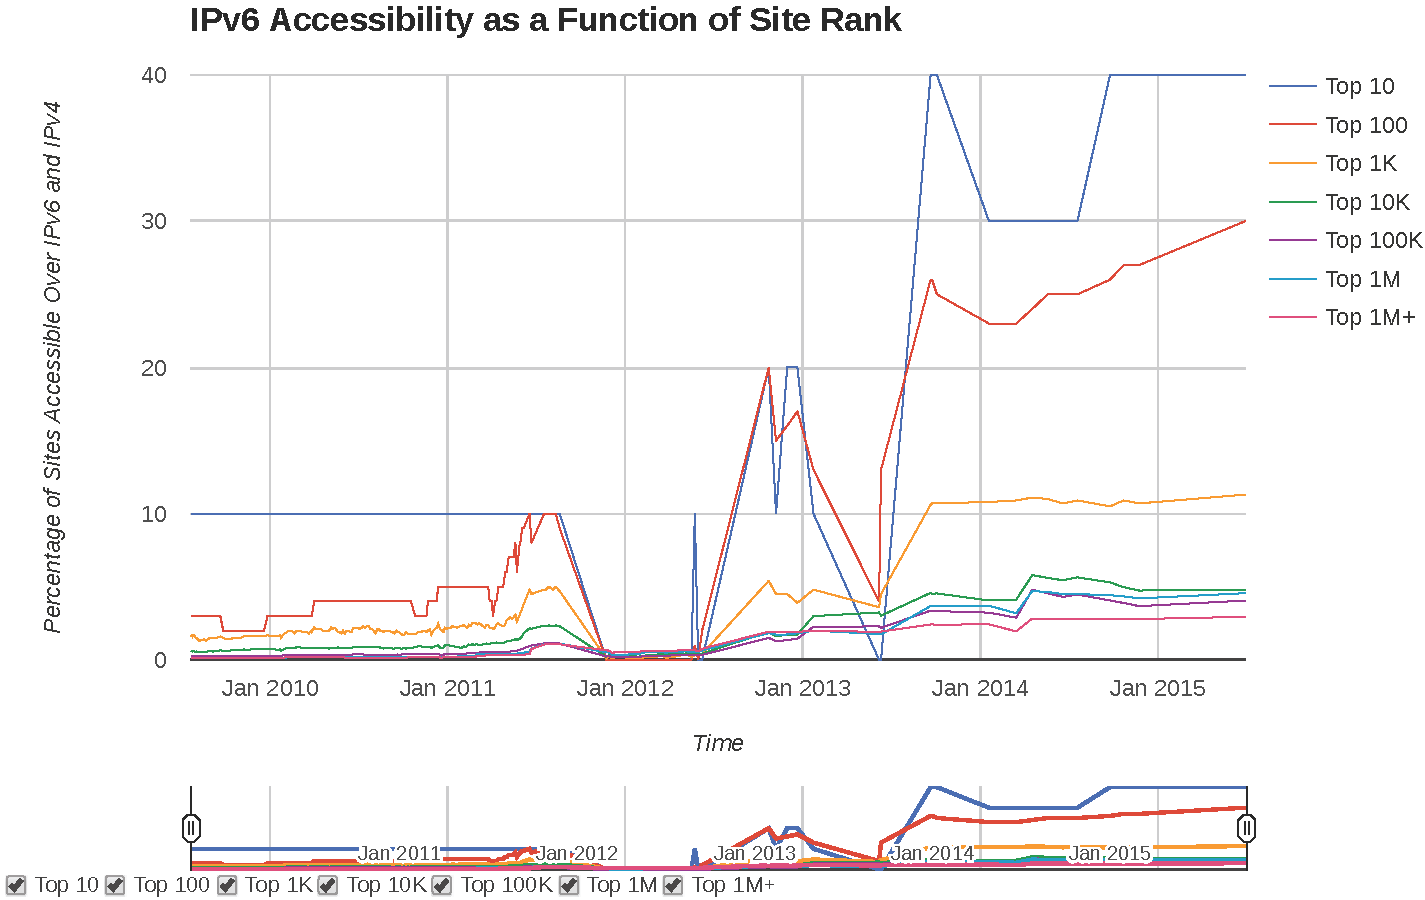 IPv6 Accessibility as a Function of Site Rank
Percentage of Sites Accessible Over IPv6 and IPv4
40
30
20
10
0
Jan 2010 Jan 2011 Jan 2012 Jan 2013 Jan 2014 Jan 2015
Time
Top 10
Top 100
Top 1K
Top 10K
Top 100K
Top 1M
Top 1M+
Jan 2011 Jan 2012 Jan 2013 Jan 2014 Jan 2015
Top 10 Top 100 Top 1K Top 10K Top 100K Top 1M Top 1M+